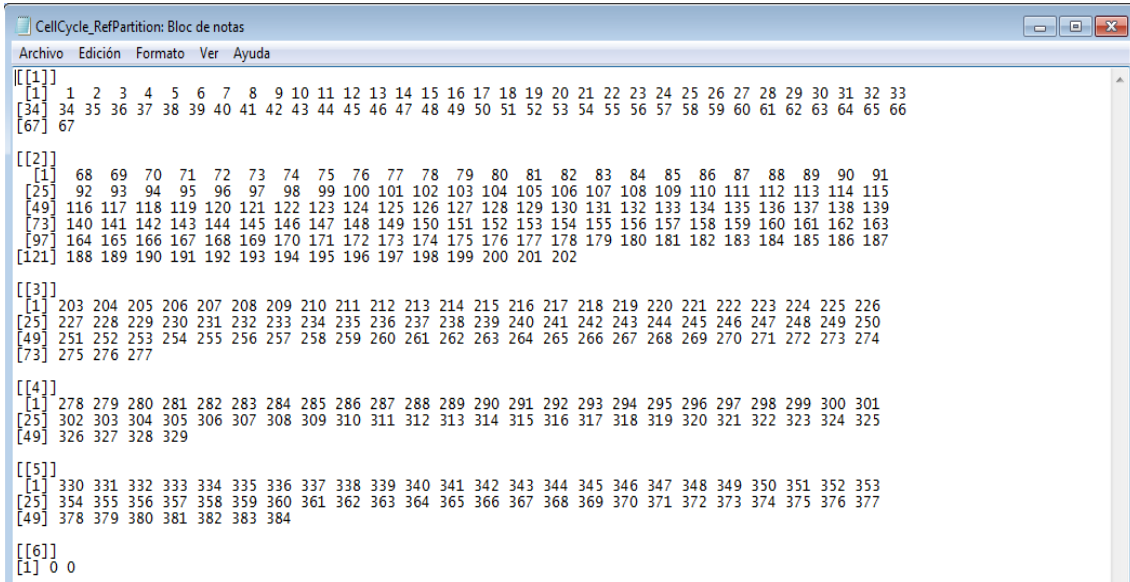 CellCycle_RefPartition: Bloc de notas
Archivo Edición Formato Ver Ayuda
[[1]]
[1] 1 2 3 4 5 6 7 8 9 10 11 12 13 14 15 16 17 18 19 20 21 22 23 24 25 26 27 28 29 30 31 32 33
[34] 34 35 36 37 38 39 40 41 42 43 44 45 46 47 48 49 50 51 52 53 54 55 56 57 58 59 60 61 62 63 64 65 66
[67] 67
[[2]]
[1] 68 69 70 71 72 73 74 75 76 77 78 79 80 81 82 83 84 85 86 87 88 89 90 91
[25] 92 93 94 95 96 97 98 99 100 101 102 103 104 105 106 107 108 109 110 111 112 113 114 115
[49] 116 117 118 119 120 121 122 123 124 125 126 127 128 129 130 131 132 133 134 135 136 137 138 139
[73] 140 141 142 143 144 145 146 147 148 149 150 151 152 153 154 155 156 157 158 159 160 161 162 163
[97] 164 165 166 167 168 169 170 171 172 173 174 175 176 177 178 179 180 181 182 183 184 185 186 187
[121] 188 189 190 191 192 193 194 195 196 197 198 199 200 201 202
[[3]]
[1] 203 204 205 206 207 208 209 210 211 212 213 214 215 216 217 218 219 220 221 222 223 224 225 226
[25] 227 228 229 230 231 232 233 234 235 236 237 238 239 240 241 242 243 244 245 246 247 248 249 250
[49] 251 252 253 254 255 256 257 258 259 260 261 262 263 264 265 266 267 268 269 270 271 272 273 274
[73] 275 276 277
[[4]]
[1] 278 279 280 281 282 283 284 285 286 287 288 289 290 291 292 293 294 295 296 297 298 299 300 301
[25] 302 303 304 305 306 307 308 309 310 311 312 313 314 315 316 317 318 319 320 321 322 323 324 325
[49] 326 327 328 329
[[5]]
[1] 330 331 332 333 334 335 336 337 338 339 340 341 342 343 344 345 346 347 348 349 350 351 352 353
[25] 354 355 356 357 358 359 360 361 362 363 364 365 366 367 368 369 370 371 372 373 374 375 376 377
[49] 378 379 380 381 382 383 384
[[6]]
[1] 0 0